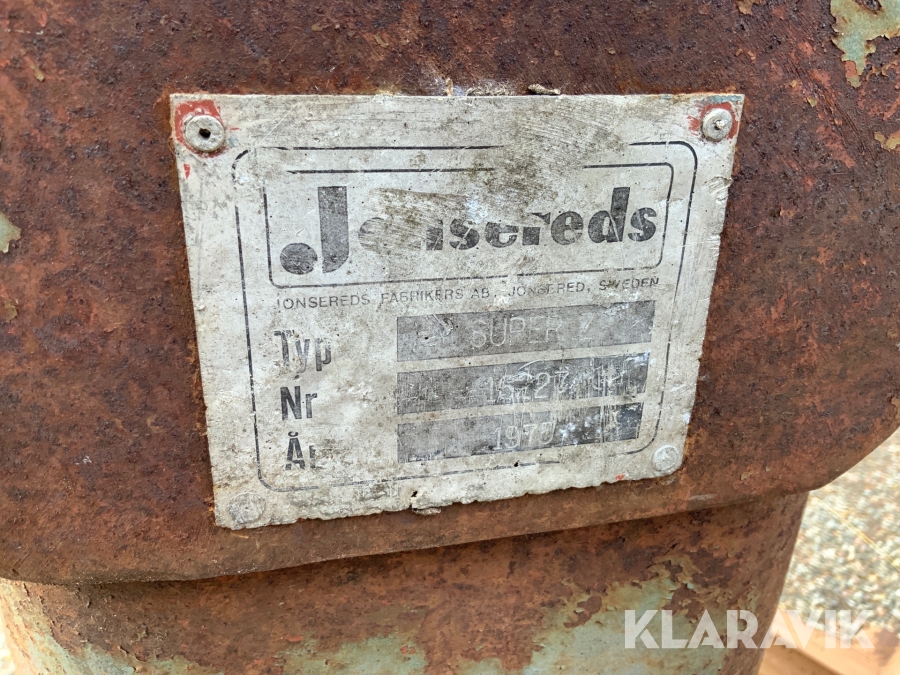 Jonsereds
JONSEREDS FABRIKERS AB, JONSERED, SWEDEN
Typ SUPER
Nr
År
KLARAVIK